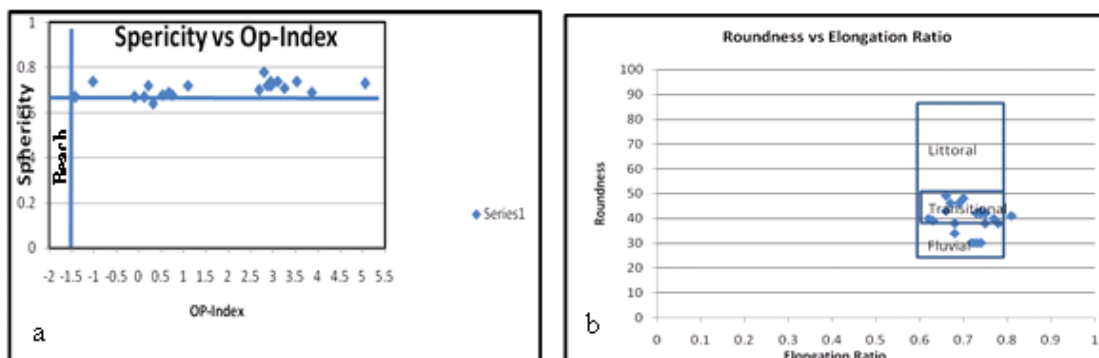 Spericity vs Op-Index
1
0.8
0.6
0.4
0.2
0
Sphericity
Beach
-2 -1.5 -1 -0.5 0 0.5 1 1.5 2 2.5 3 3.5 4 4.5 5 5.5
OP-Index
Series1
a
Roundness vs Elongation Ratio
100
90
80
70
60
50
40
30
20
10
0
Roundness
Littoral
Transitional
Fluvial
0 0.1 0.2 0.3 0.4 0.5 0.6 0.7 0.8 0.9 1
Elongation Ratio
b